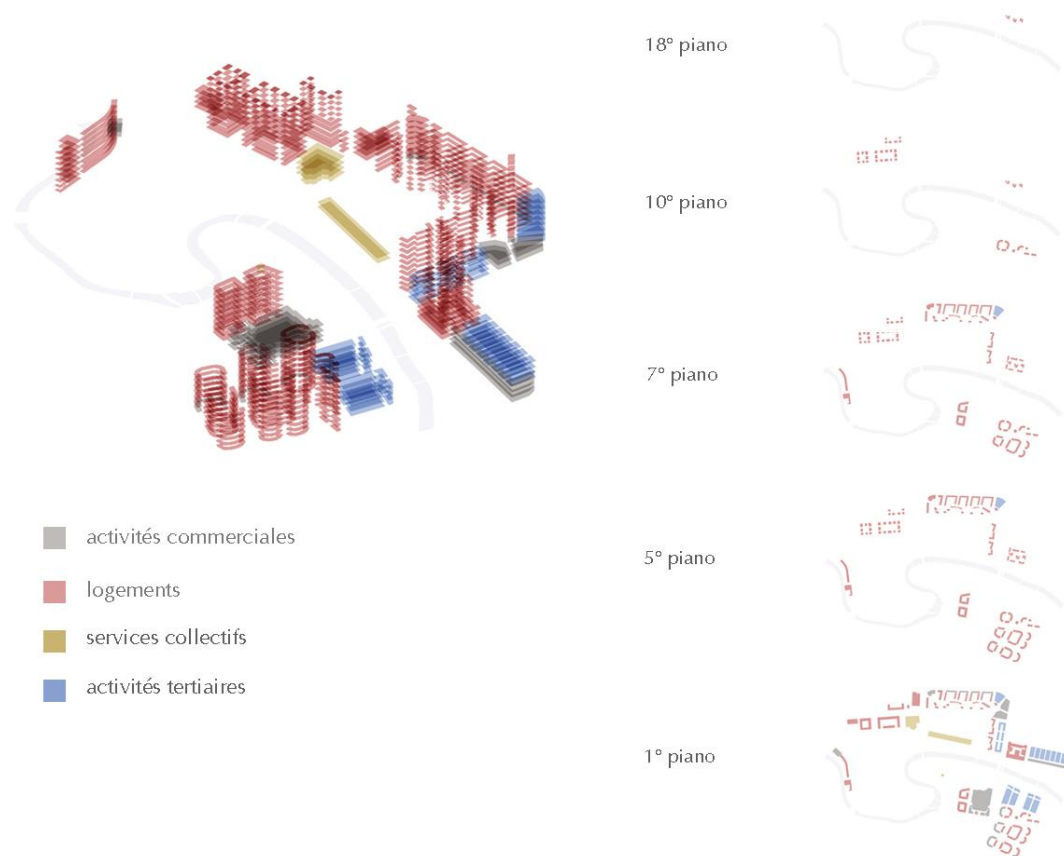 18° piano
10° piano
7° piano
5° piano
1° piano
activités commerciales
logements
services collectifs
activités tertiaires